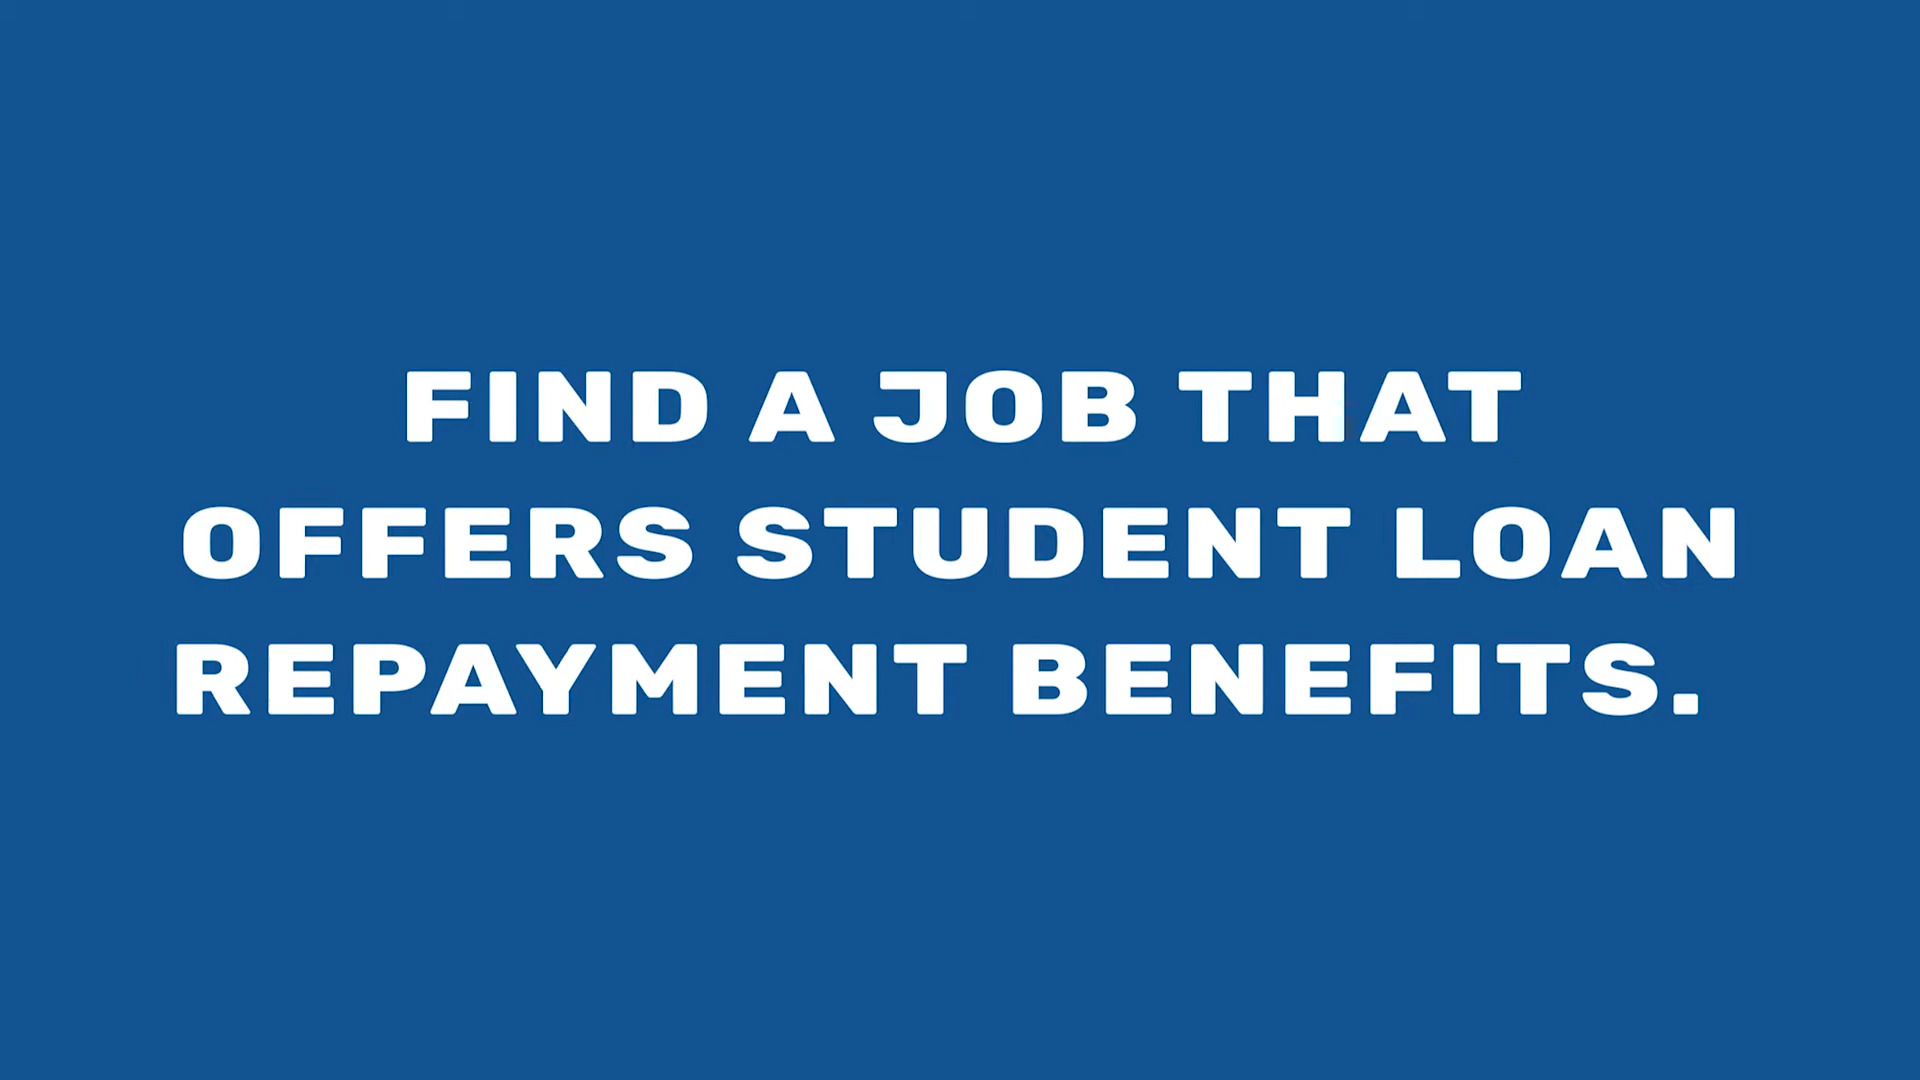 FIND A JOB THAT
OFFERS STUDENT LOAN
REPAYMENT BENEFITS.